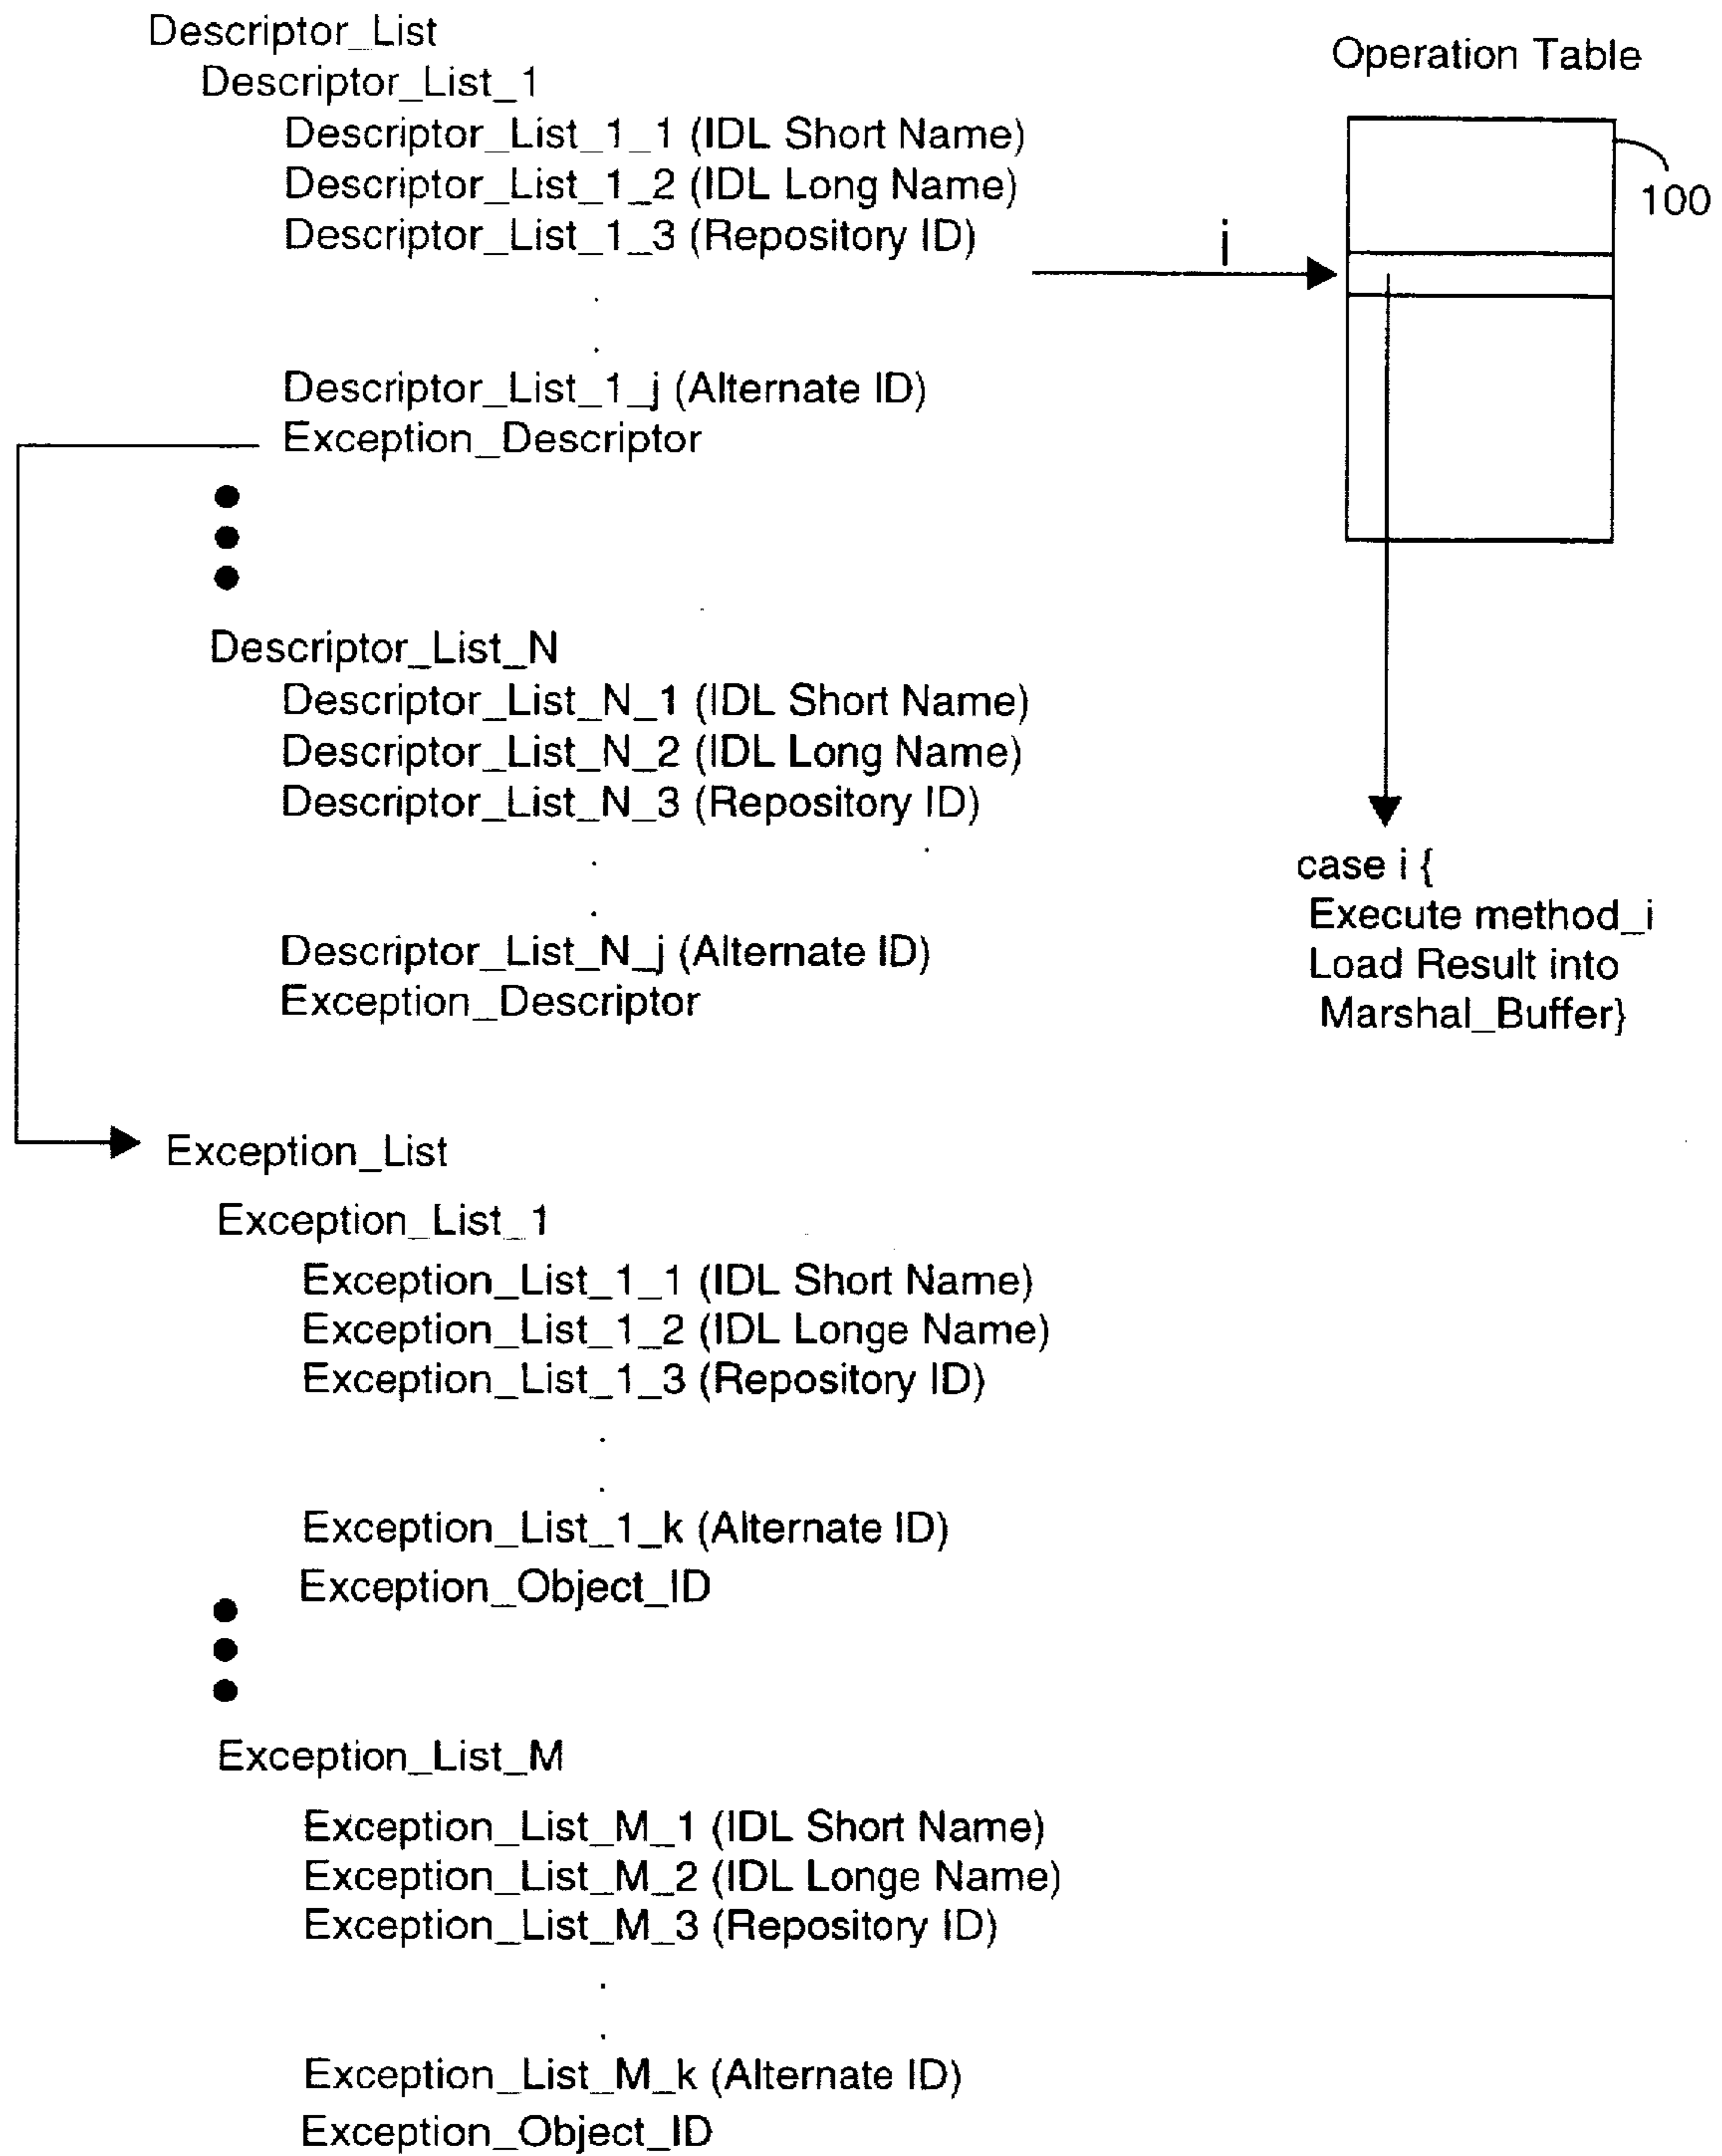 Descriptor_List
Descriptor_List_1
Descriptor_List_1_1 (IDL Short Name)
Descriptor_List_1_2 (IDL Long Name)
Descriptor_List_1_3 (Repository ID)
Descriptor_List_1_j (Alternate ID)
Exception_Descriptor
Descriptor_List_N
Descriptor_List_N_1 (IDL Short Name)
Descriptor_List_N_2 (IDL Long Name)
Descriptor_List_N_3 (Repository ID)
Descriptor_List_N_j (Alternate ID)
Exception_Descriptor
Operation Table
100
i
case i {
Execute method_i
Load Result into
Marshal_Buffer}
Exception_List
Exception_List_1
Exception_List_1_1 (IDL Short Name)
Exception_List_1_2 (IDL Longe Name)
Exception_List_1_3 (Repository ID)
Exception_List_1_k (Alternate ID)
Exception_Object_ID
Exception_List_M
Exception_List_M_1 (IDL Short Name)
Exception_List_M_2 (IDL Longe Name)
Exception_List_M_3 (Repository ID)
Exception_List_M_k (Alternate ID)
Exception_Object_ID